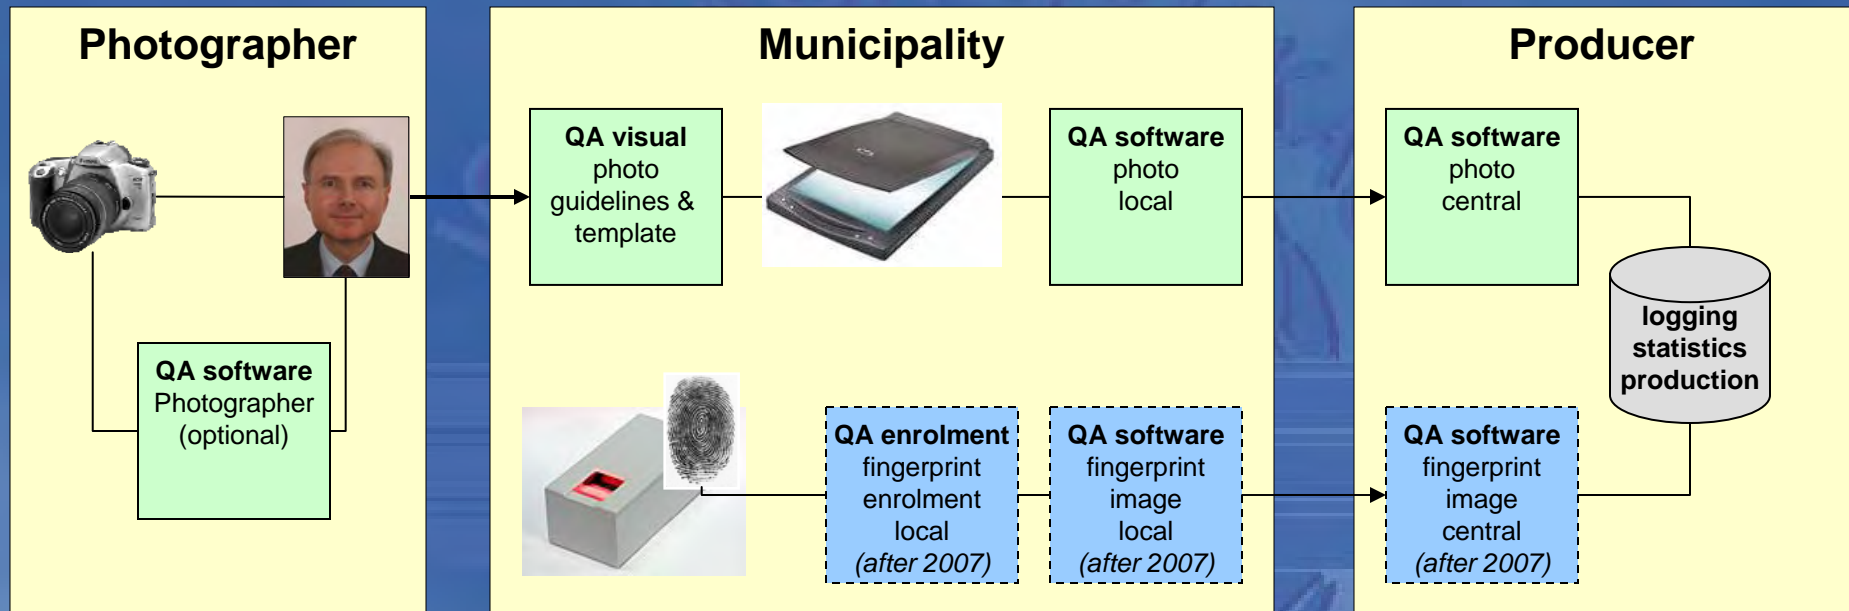 Photographer
QA software
Photographer
(optional)
Municipality
QA visual
photo
guidelines &
template
QA software
photo
local
QA enrolment
fingerprint
enrolment
local
(after 2007)
QA software
fingerprint
image
local
(after 2007)
Producer
QA software
photo
central
logging
statistics
production
QA software
fingerprint
image
central
(after 2007)